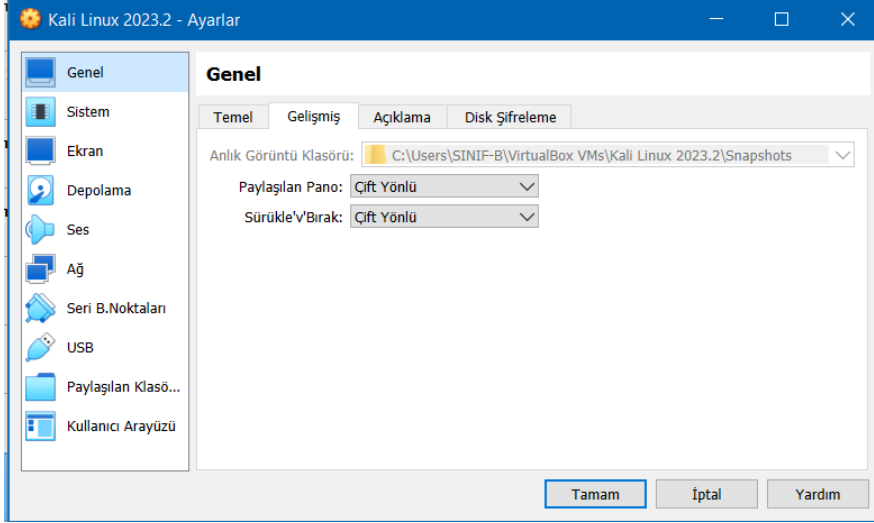 Kali Linux 2023.2 - Ayarlar
Genel
Sistem
Ekran
Depolama
Ses
Ağ
Seri B.Noktaları
USB
Paylaşılan Klasö...
Kullanıcı Arayüzü
Genel
Temel Gelişmiş Açıklama Disk Şifreleme
Anlık Görüntü Klasörü: C:\Users\SINIF-B\VirtualBox VMs\Kali Linux 2023.2\Snapshots
Paylaşılan Pano: Çift Yönlü
Sürükle'v'Bırak: Çift Yönlü
Tamam İptal Yardım